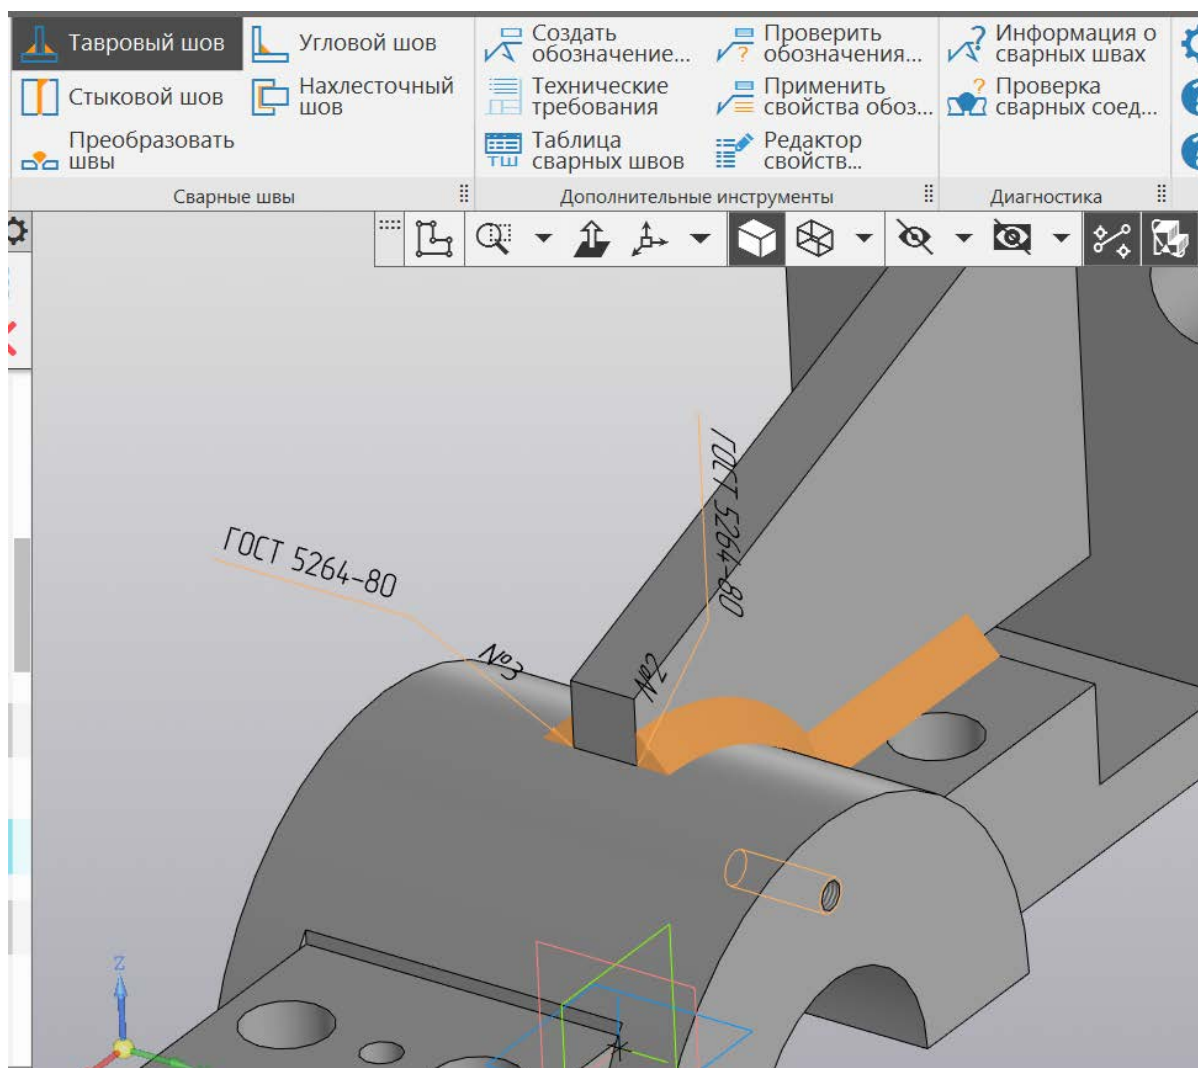 Тавровый шов
Угловой шов
Стыковой шов
Нахлесточный
шов
Преобразовать
швы
Сварные швы
Создать
обозначение...
Проверить
обозначения...
Технические
требования
Применить
свойства обоз...
Таблица
сварных швов
Редактор
свойств...
ТШ
Дополнительные инструменты
Информация о
сварных швах
Проверка
сварных соед...
Диагностика
ГОСТ 5264-80
№3
ГОСТ 5264-80
№2
Z